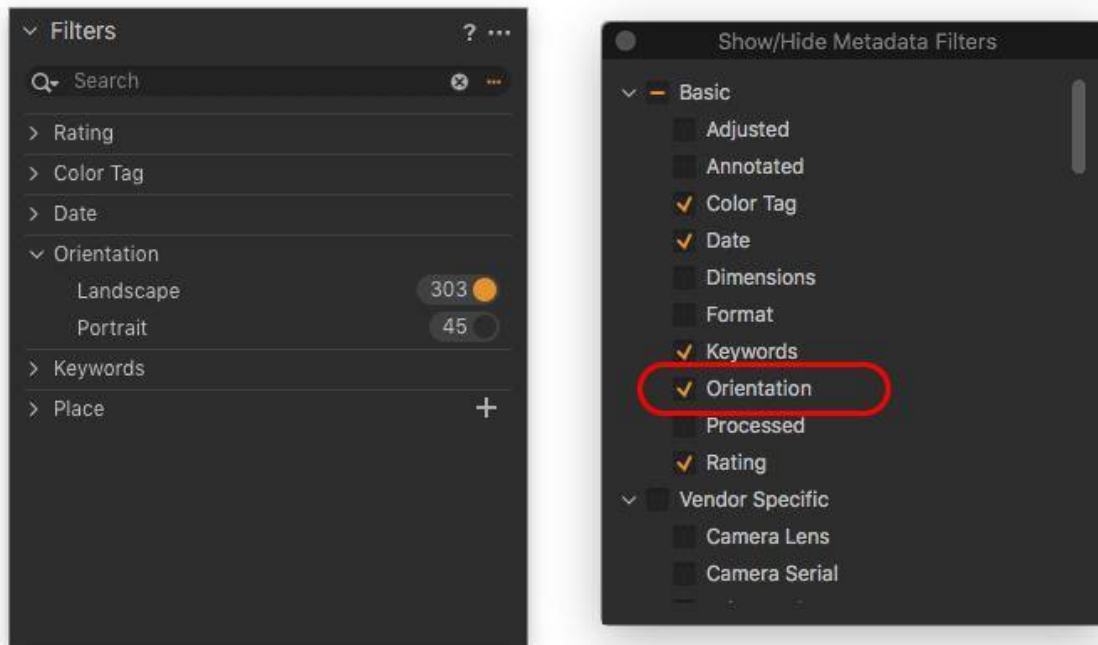 Filters
? ...
Search
Rating
Color Tag
Date
Orientation
Landscape 303
Portrait 45
Keywords
Place +
Show/Hide Metadata Filters
Basic
Adjusted
Annotated
Color Tag
Date
Dimensions
Format
Keywords
Orientation
Processed
Rating
Vendor Specific
Camera Lens
Camera Serial